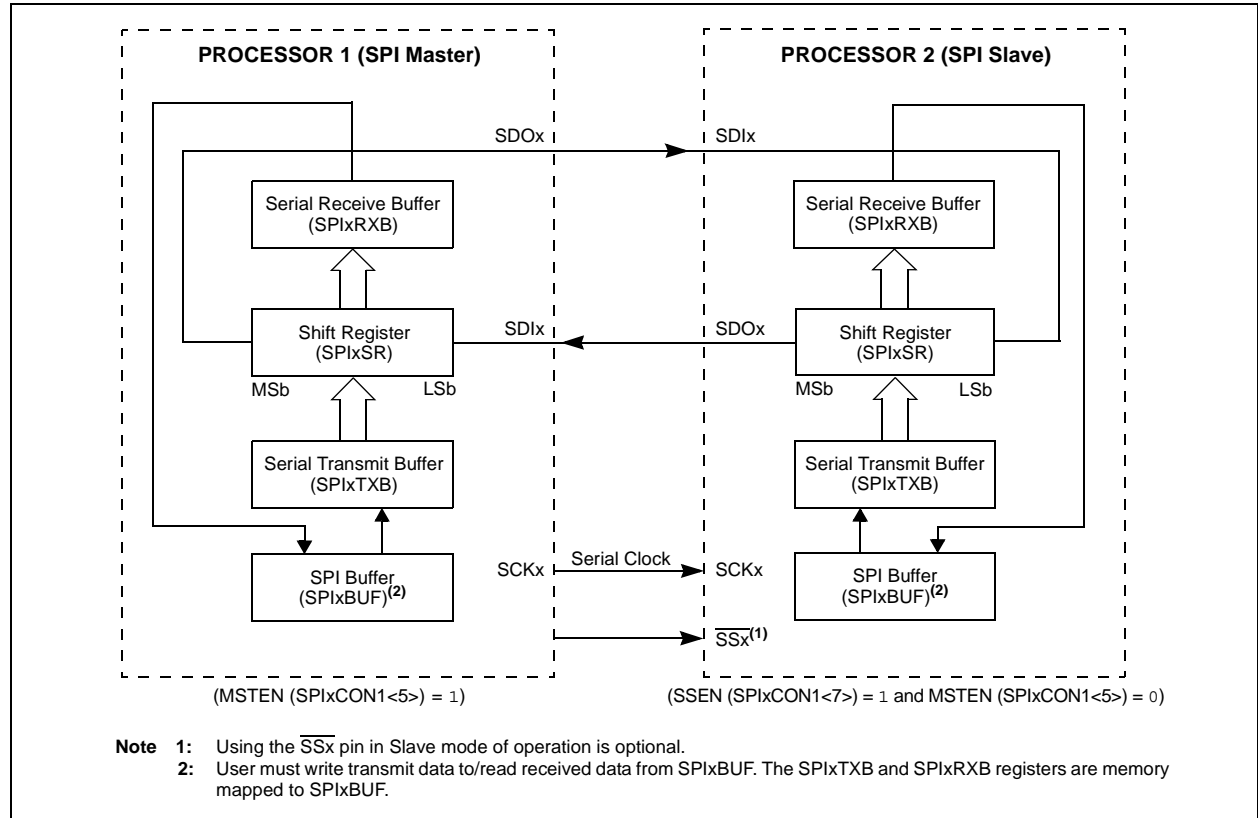 PROCESSOR 1 (SPI Master)
PROCESSOR 2 (SPI Slave)
SDOx
SDIx
Serial Receive Buffer
(SPIxRXB)
Serial Receive Buffer
(SPIxRXB)
Shift Register
(SPIxSR)
SDIx
SDOx
Shift Register
(SPIxSR)
MSb
LSb
MSb
LSb
Serial Transmit Buffer
(SPIxTXB)
Serial Transmit Buffer
(SPIxTXB)
SPI Buffer
(SPIxBUF)(2)
SCKx
Serial Clock
SCKx
SPI Buffer
(SPIxBUF)(2)
SSx(1)
(MSTEN (SPIxCON1<5>) = 1)
(SSEN (SPIxCON1<7>) = 1 and MSTEN (SPIxCON1<5>) = 0)
Note 1: Using the SSx pin in Slave mode of operation is optional.
2: User must write transmit data to/read received data from SPIxBUF. The SPIxTXB and SPIxRXB registers are memory
mapped to SPIxBUF.